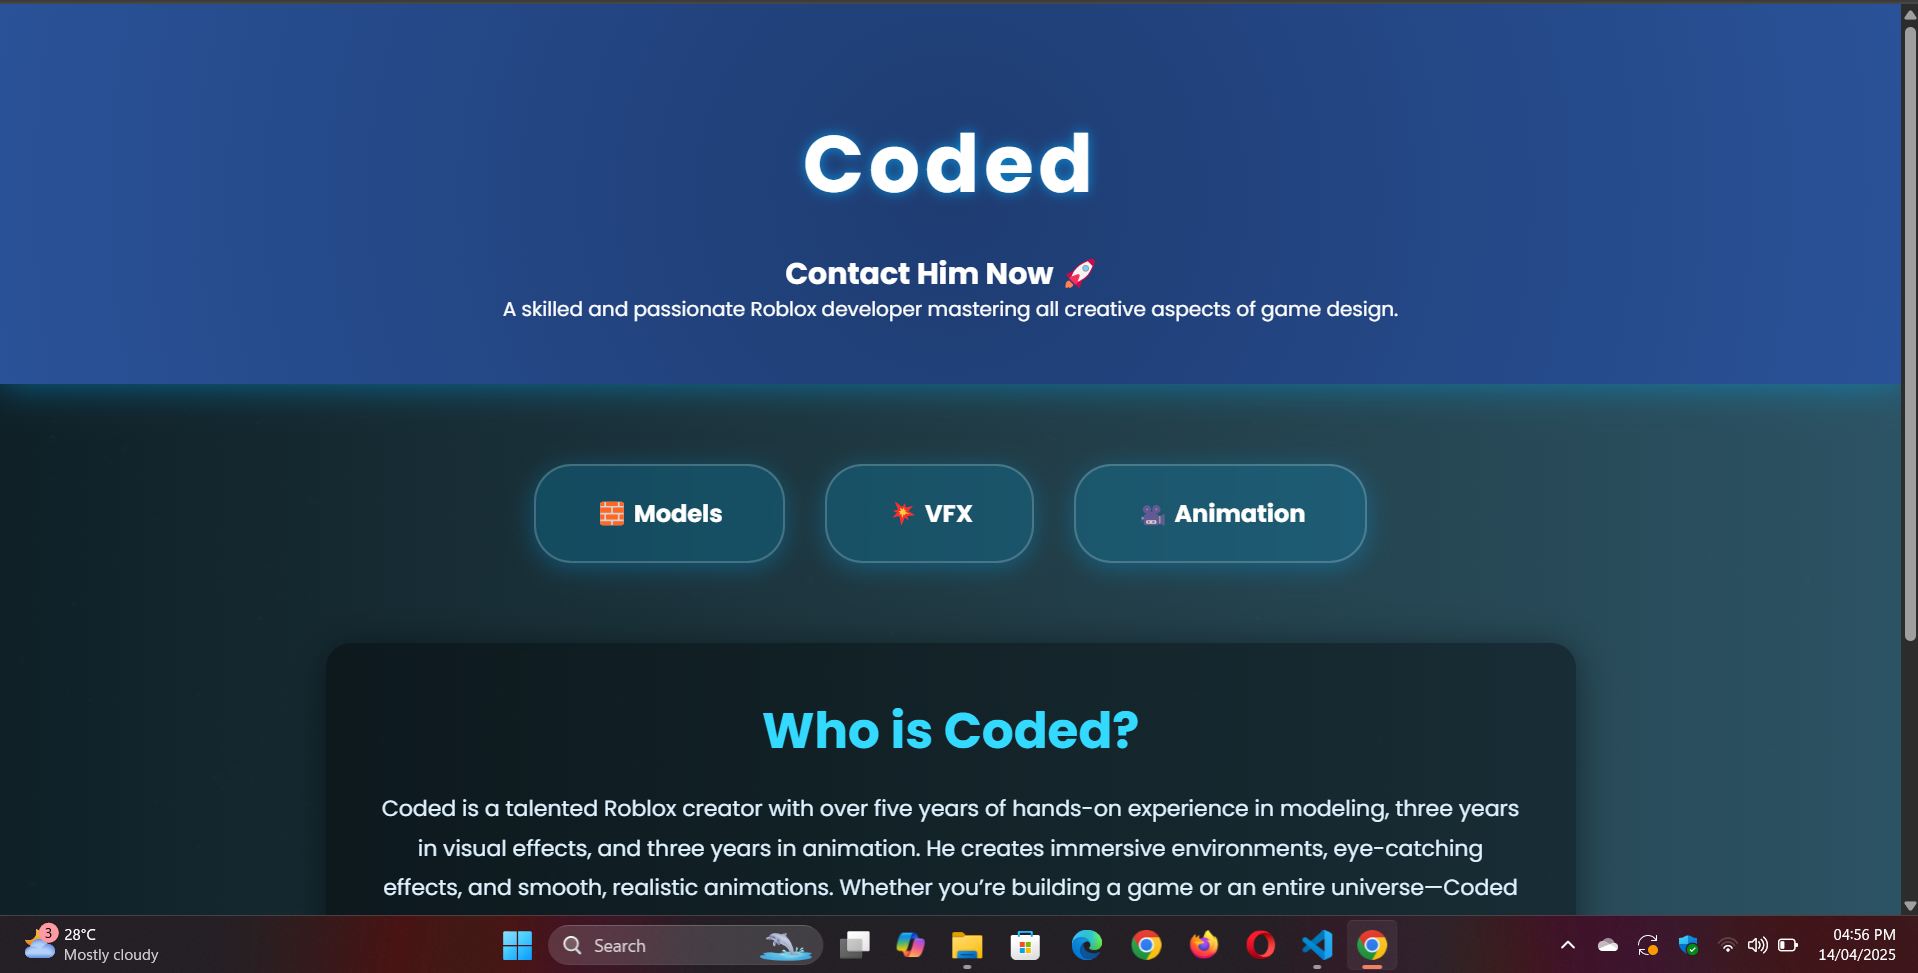 Coded
Contact Him Now 🚀
A skilled and passionate Roblox developer mastering all creative aspects of game design.
🧱 Models
💥 VFX
🎥 Animation
Who is Coded?
Coded is a talented Roblox creator with over five years of hands-on experience in modeling, three years
in visual effects, and three years in animation. He creates immersive environments, eye-catching
effects, and smooth, realistic animations. Whether you’re building a game or an entire universe—Coded
3
28°C
Mostly cloudy
Search
04:56 PM
14/04/2025